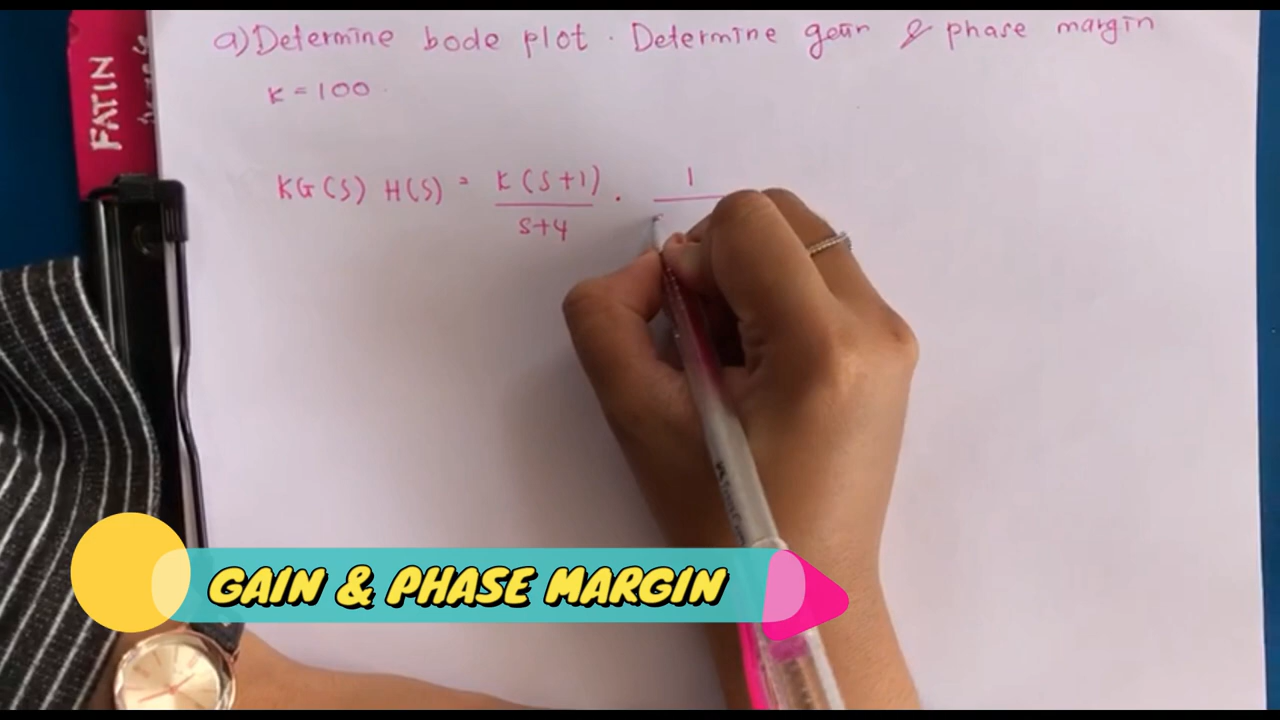 a) Determine bode plot. Determine gain & phase margin
K = 100
KG(s) H(s) = K(s+1) . 1
s+4
FATIN
GAIN & PHASE MARGIN